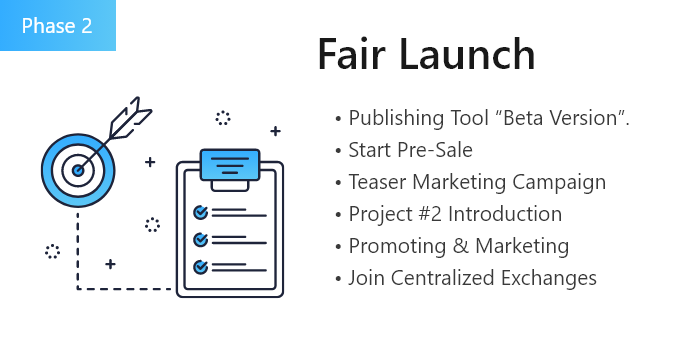 Phase 2
Fair Launch
• Publishing Tool “Beta Version”.
• Start Pre-Sale
• Teaser Marketing Campaign
• Project #2 Introduction
• Promoting & Marketing
• Join Centralized Exchanges